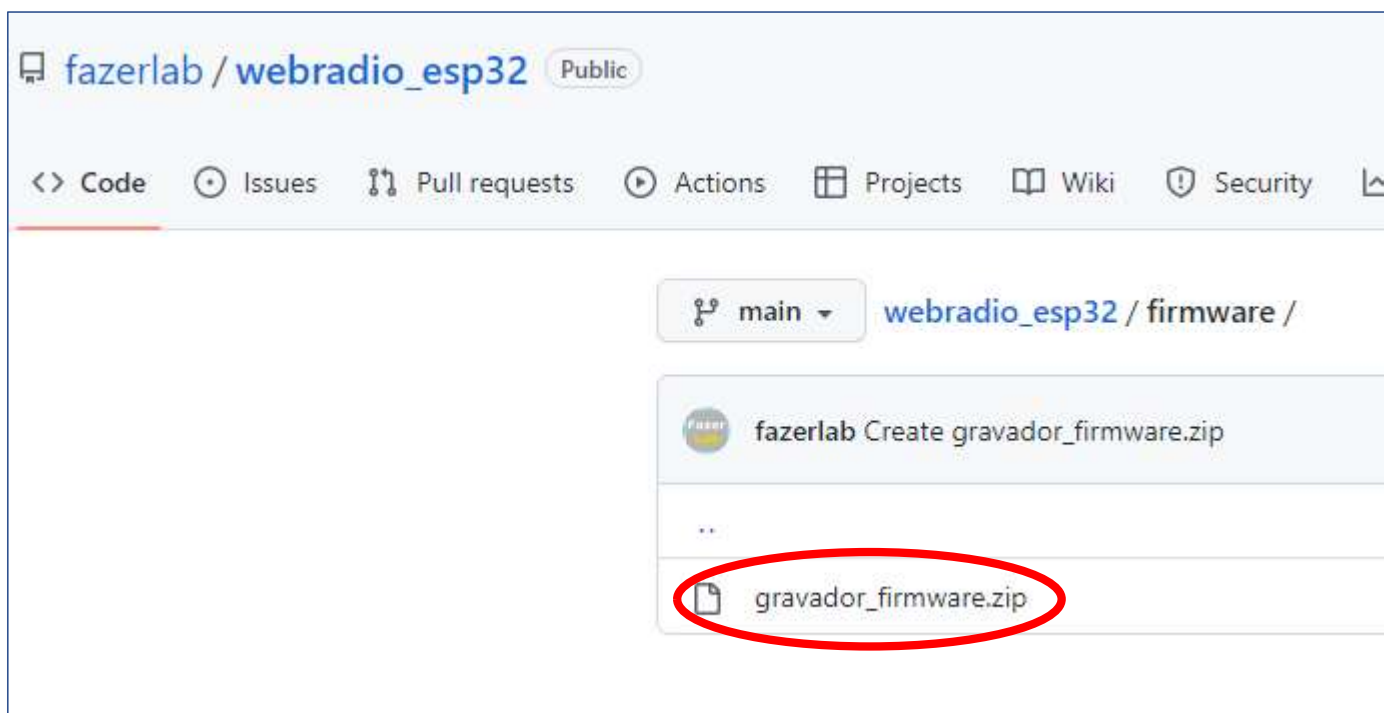 fazerlab / webradio_esp32 Public
<> Code Issues Pull requests Actions Projects Wiki Security
main webradio_esp32 / firmware /
fazerlab Create gravador_firmware.zip
..
gravador_firmware.zip